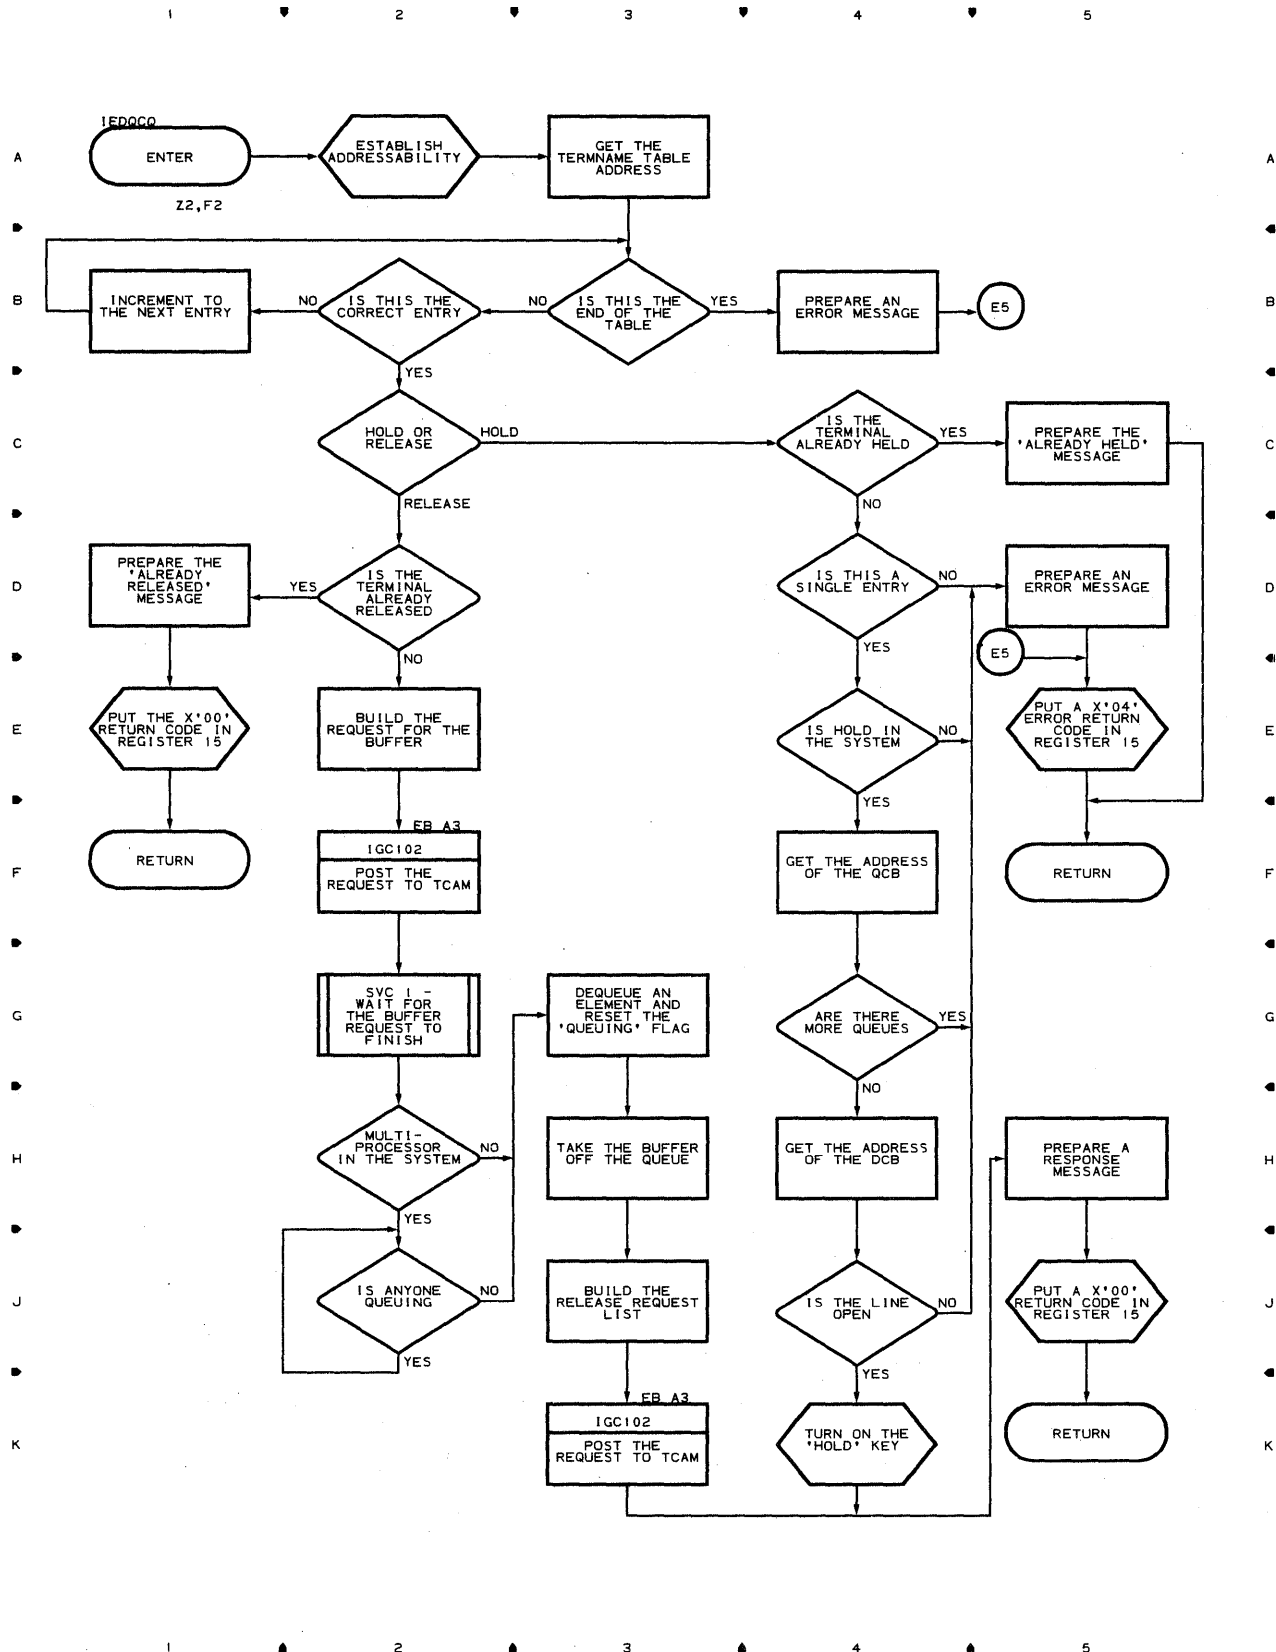 1 2 3 4 5
IEDQCQ
A
ENTER
ESTABLISH
ADDRESSABILITY
GET THE
TERMNAME TABLE
ADDRESS
A
Z2,F2
B
INCREMENT TO
THE NEXT ENTRY
NO
IS THIS THE
CORRECT ENTRY
NO
IS THIS THE
END OF THE
TABLE
YES
PREPARE AN
ERROR MESSAGE
E5
B
YES
C
HOLD OR
RELEASE
HOLD
IS THE
TERMINAL
ALREADY HELD
YES
PREPARE THE
'ALREADY HELD'
MESSAGE
C
RELEASE
NO
D
PREPARE THE
'ALREADY
RELEASED'
MESSAGE
YES
IS THE
TERMINAL
ALREADY
RELEASED
IS THIS A
SINGLE ENTRY
NO
PREPARE AN
ERROR MESSAGE
D
NO
YES
E5
E
PUT THE X'00'
RETURN CODE IN
REGISTER 15
BUILD THE
REQUEST FOR THE
BUFFER
IS HOLD IN
THE SYSTEM
NO
PUT A X'04'
ERROR RETURN
CODE IN
REGISTER 15
E
YES
EB A3
F
RETURN
IGC102
POST THE
REQUEST TO TCAM
GET THE ADDRESS
OF THE QCB
RETURN
F
G
SVC 1 -
WAIT FOR
THE BUFFER
REQUEST TO
FINISH
DEQUEUE AN
ELEMENT AND
RESET THE
'QUEUING' FLAG
ARE THERE
MORE QUEUES
YES
G
NO
H
MULTI-
PROCESSOR
IN THE SYSTEM
NO
TAKE THE BUFFER
OFF THE QUEUE
GET THE ADDRESS
OF THE DCB
PREPARE A
RESPONSE
MESSAGE
H
YES
J
IS ANYONE
QUEUING
NO
BUILD THE
RELEASE REQUEST
LIST
IS THE LINE
OPEN
NO
PUT A X'00'
RETURN CODE IN
REGISTER 15
J
YES
YES
EB A3
K
IGC102
POST THE
REQUEST TO TCAM
TURN ON THE
'HOLD' KEY
RETURN
K
1 2 3 4 5